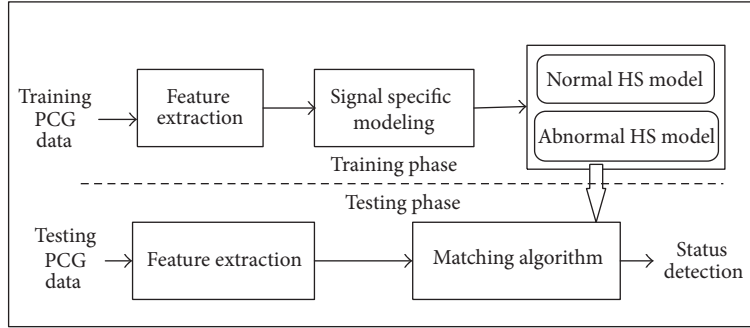 Training
PCG
data
Feature
extraction
Signal specific
modeling
Normal HS model
Abnormal HS model
Training phase
Testing phase
Testing
PCG
data
Feature extraction
Matching algorithm
Status
detection